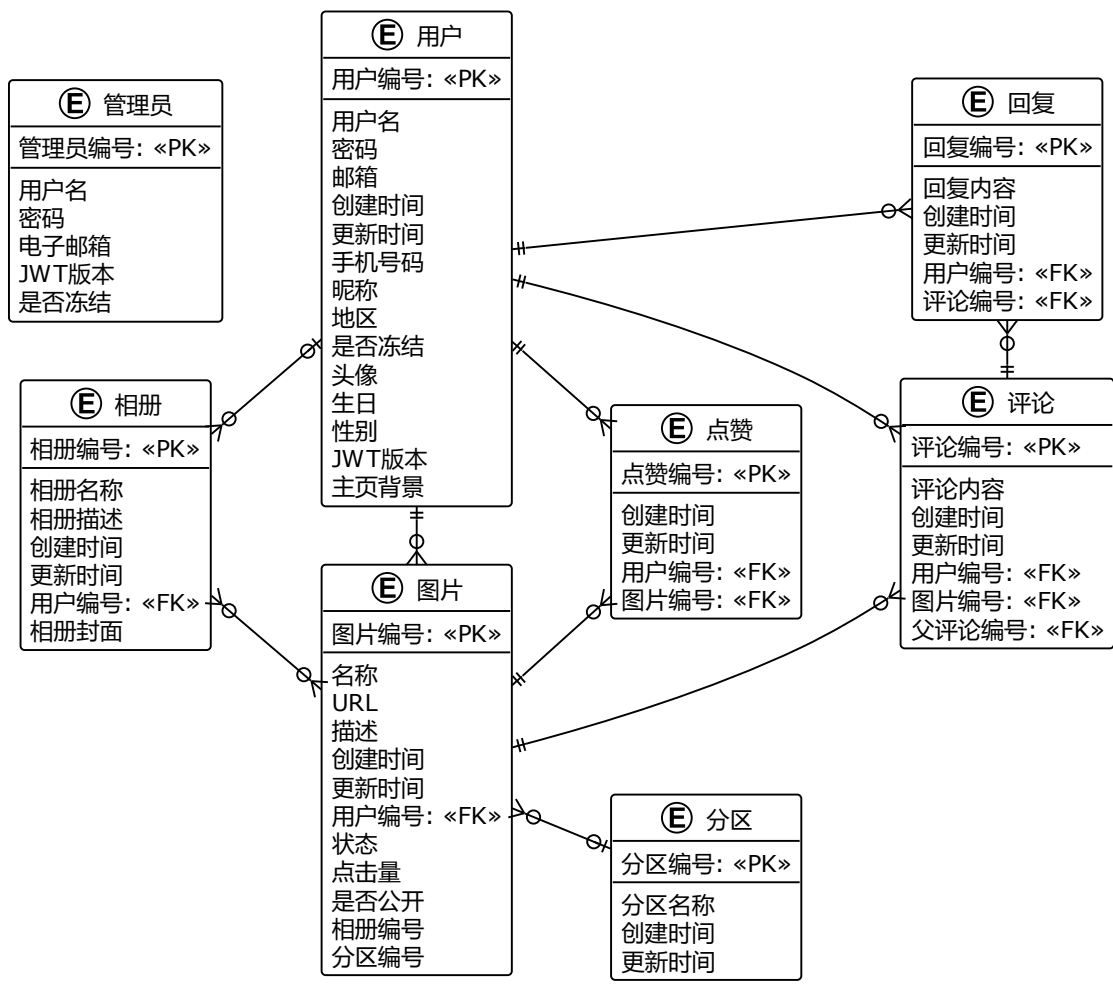 E 用户
用户编号: «PK»
用户名
密码
邮箱
创建时间
更新时间
手机号码
昵称
地区
是否冻结
头像
生日
性别
JWT版本
主页背景
E 管理员
管理员编号: «PK»
用户名
密码
电子邮箱
JWT版本
是否冻结
E 回复
回复编号: «PK»
回复内容
创建时间
更新时间
用户编号: «FK»
评论编号: «FK»
E 相册
相册编号: «PK»
相册名称
相册描述
创建时间
更新时间
用户编号: «FK»
相册封面
E 点赞
点赞编号: «PK»
创建时间
更新时间
用户编号: «FK»
图片编号: «FK»
E 评论
评论编号: «PK»
评论内容
创建时间
更新时间
用户编号: «FK»
图片编号: «FK»
父评论编号: «FK»
E 图片
图片编号: «PK»
名称
URL
描述
创建时间
更新时间
用户编号: «FK»
状态
点击量
是否公开
相册编号
分区编号
E 分区
分区编号: «PK»
分区名称
创建时间
更新时间